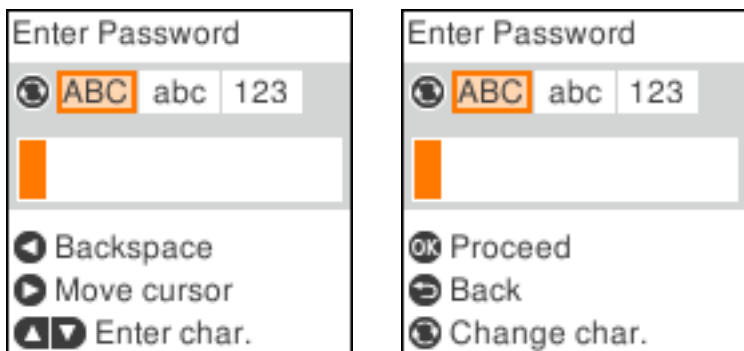 Enter Password
ABC abc 123
Backspace
Move cursor
Enter char.
Enter Password
ABC abc 123
OK Proceed
Back
Change char.